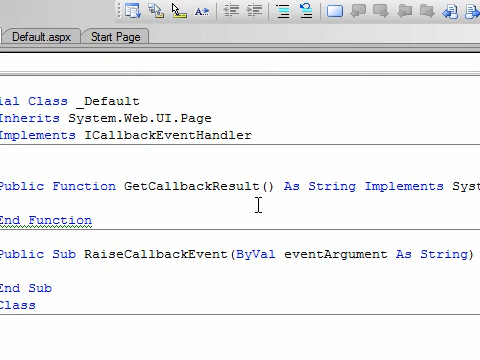 Default.aspx Start Page
ial Class _Default
Inherits System.Web.UI.Page
Implements ICallbackEventHandler
Public Function GetCallbackResult() As String Implements Syst
End Function
Public Sub RaiseCallbackEvent(ByVal eventArgument As String)
End Sub
Class